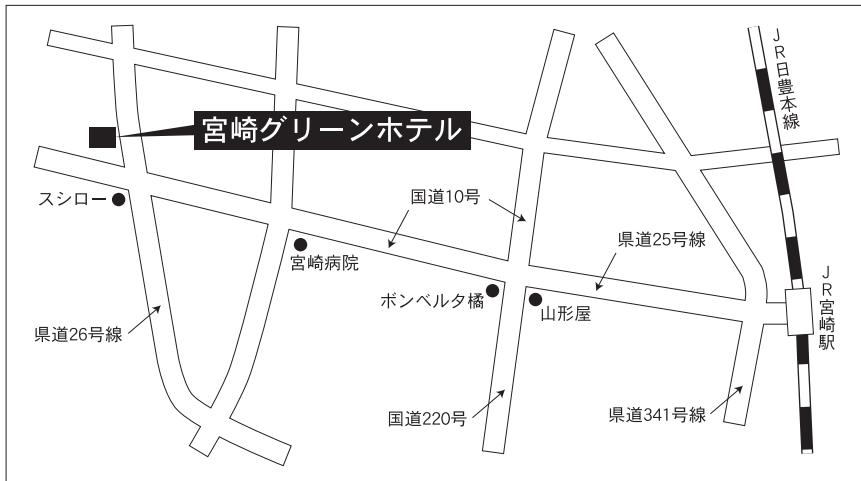 JR日豊本線
宮崎グリーンホテル
スシロー
国道10号
宮崎病院
県道25号線
ボンベルタ橘
山形屋
JR宮崎駅
県道26号線
国道220号
県道341号線